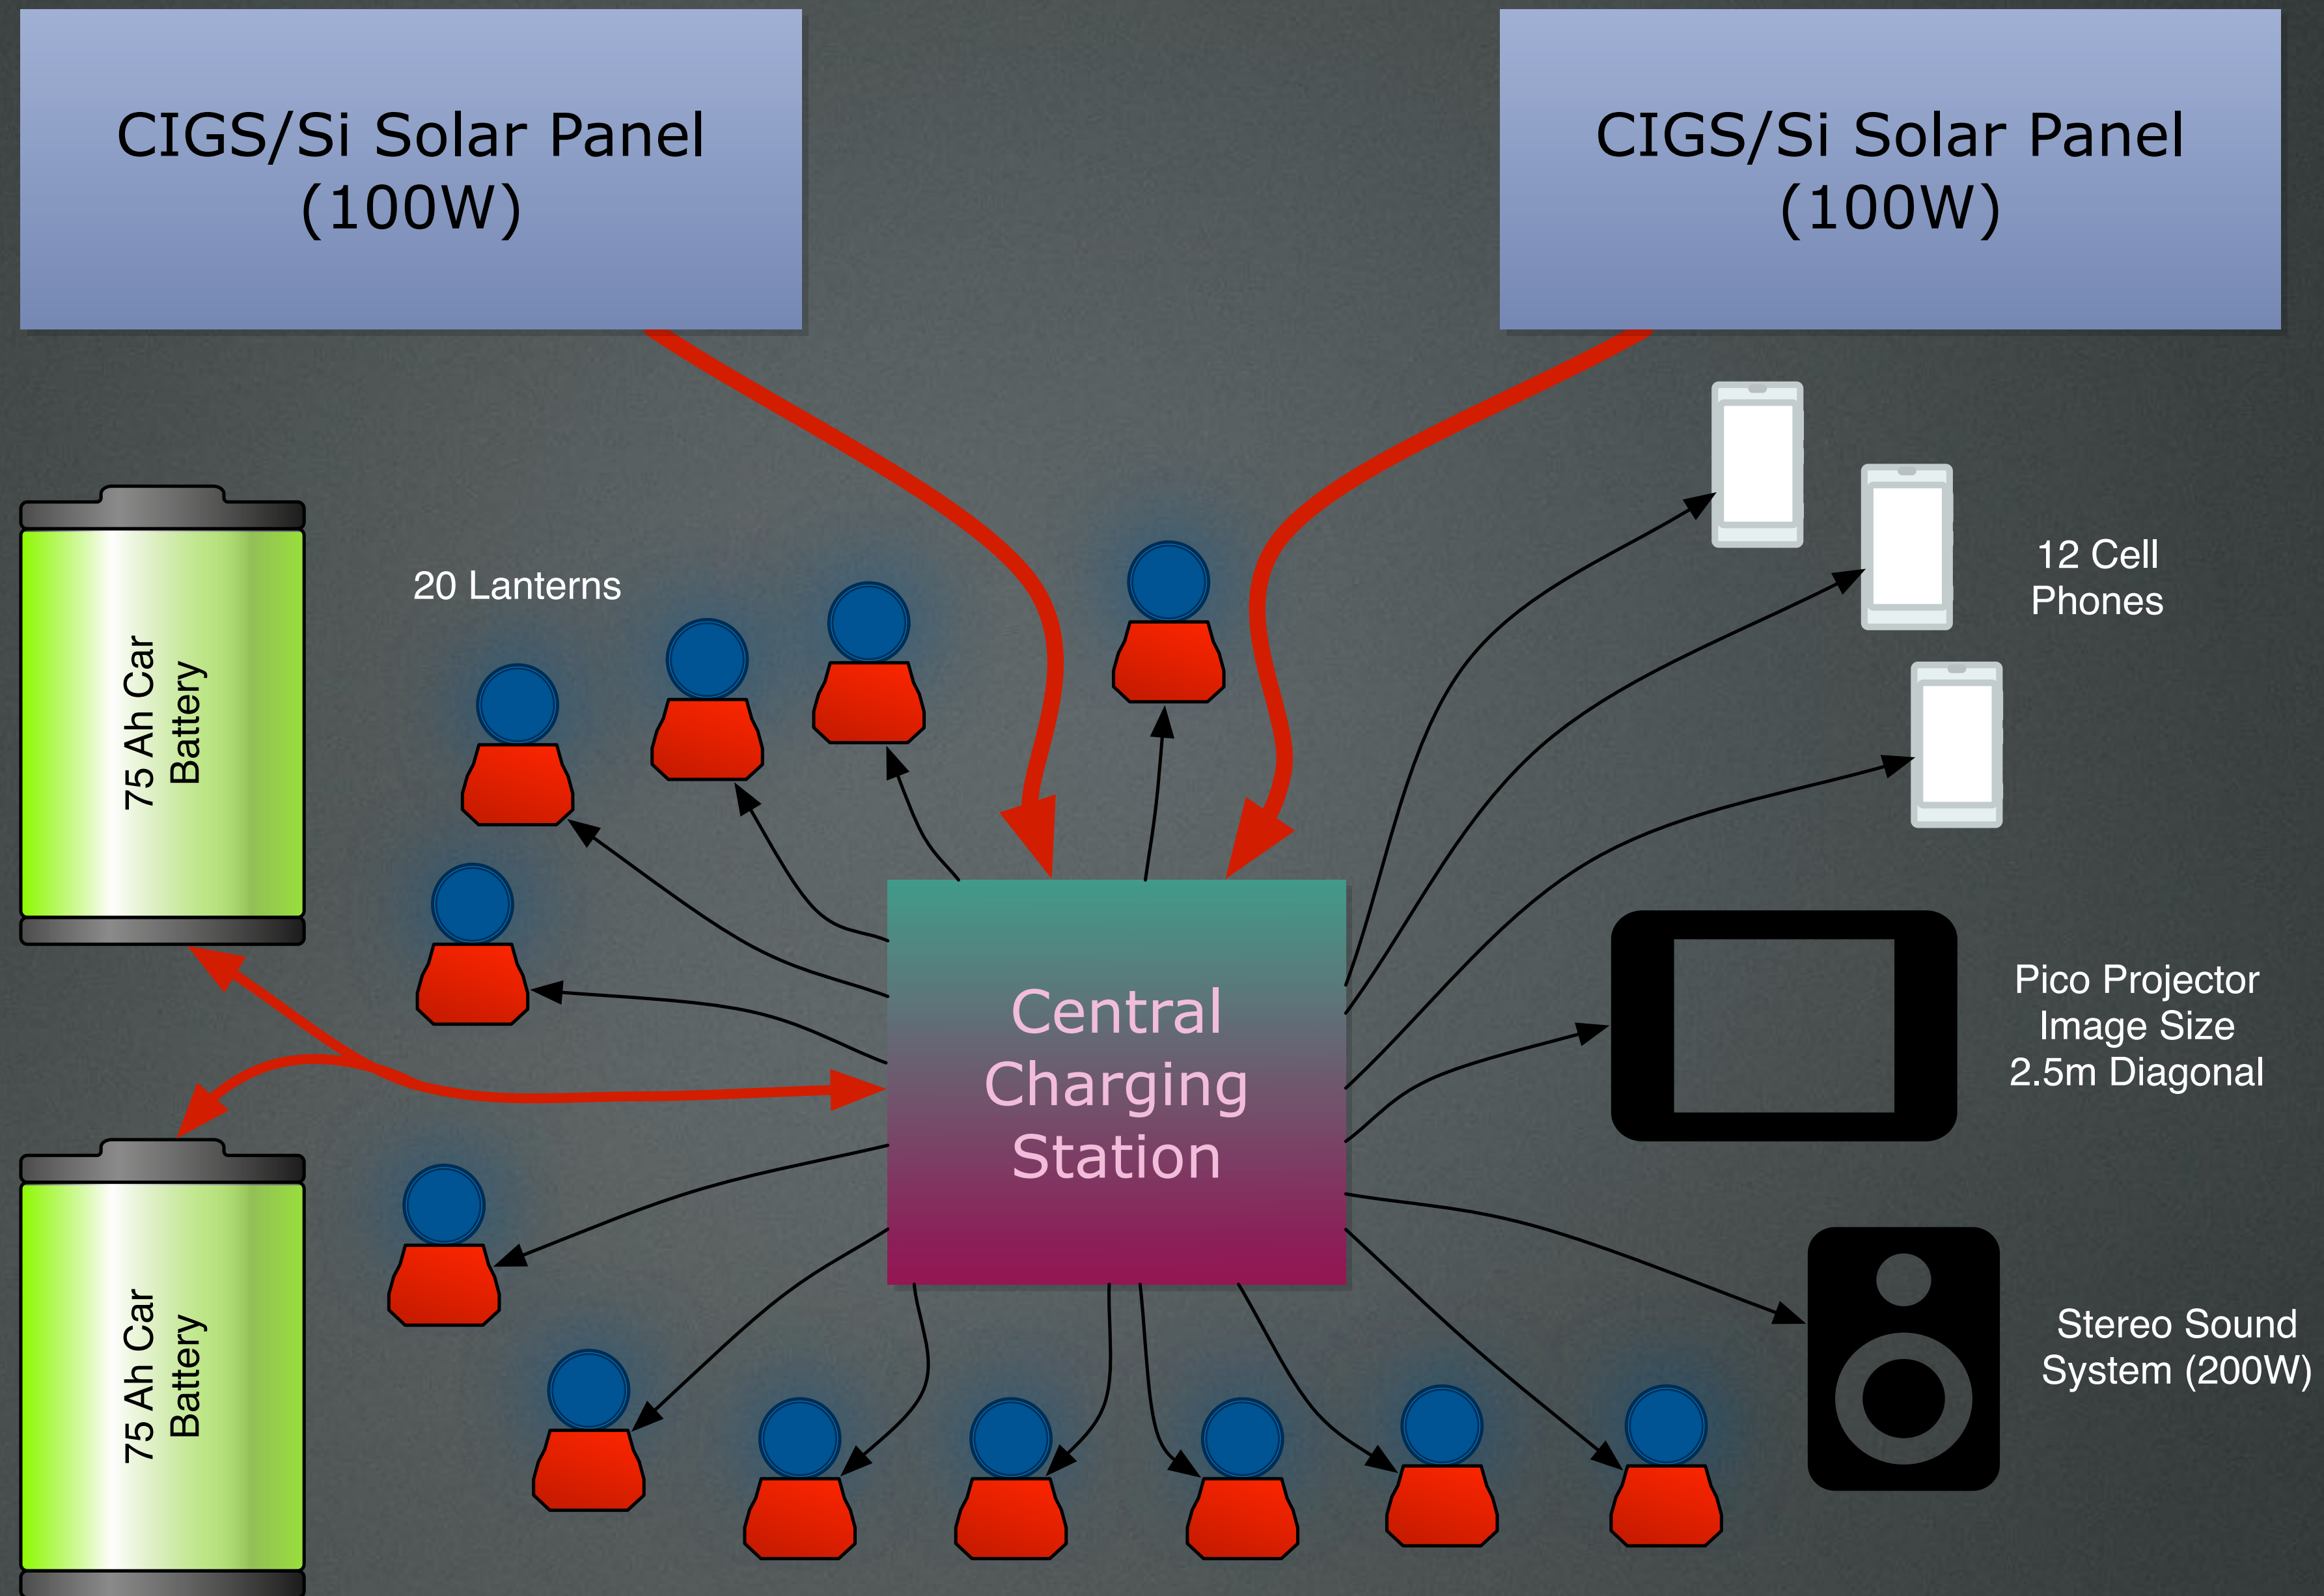 CIGS/Si Solar Panel
(100W)
CIGS/Si Solar Panel
(100W)
20 Lanterns
12 Cell
Phones
75 Ah Car
Battery
Central
Charging
Station
Pico Projector
Image Size
2.5m Diagonal
75 Ah Car
Battery
Stereo Sound
System (200W)